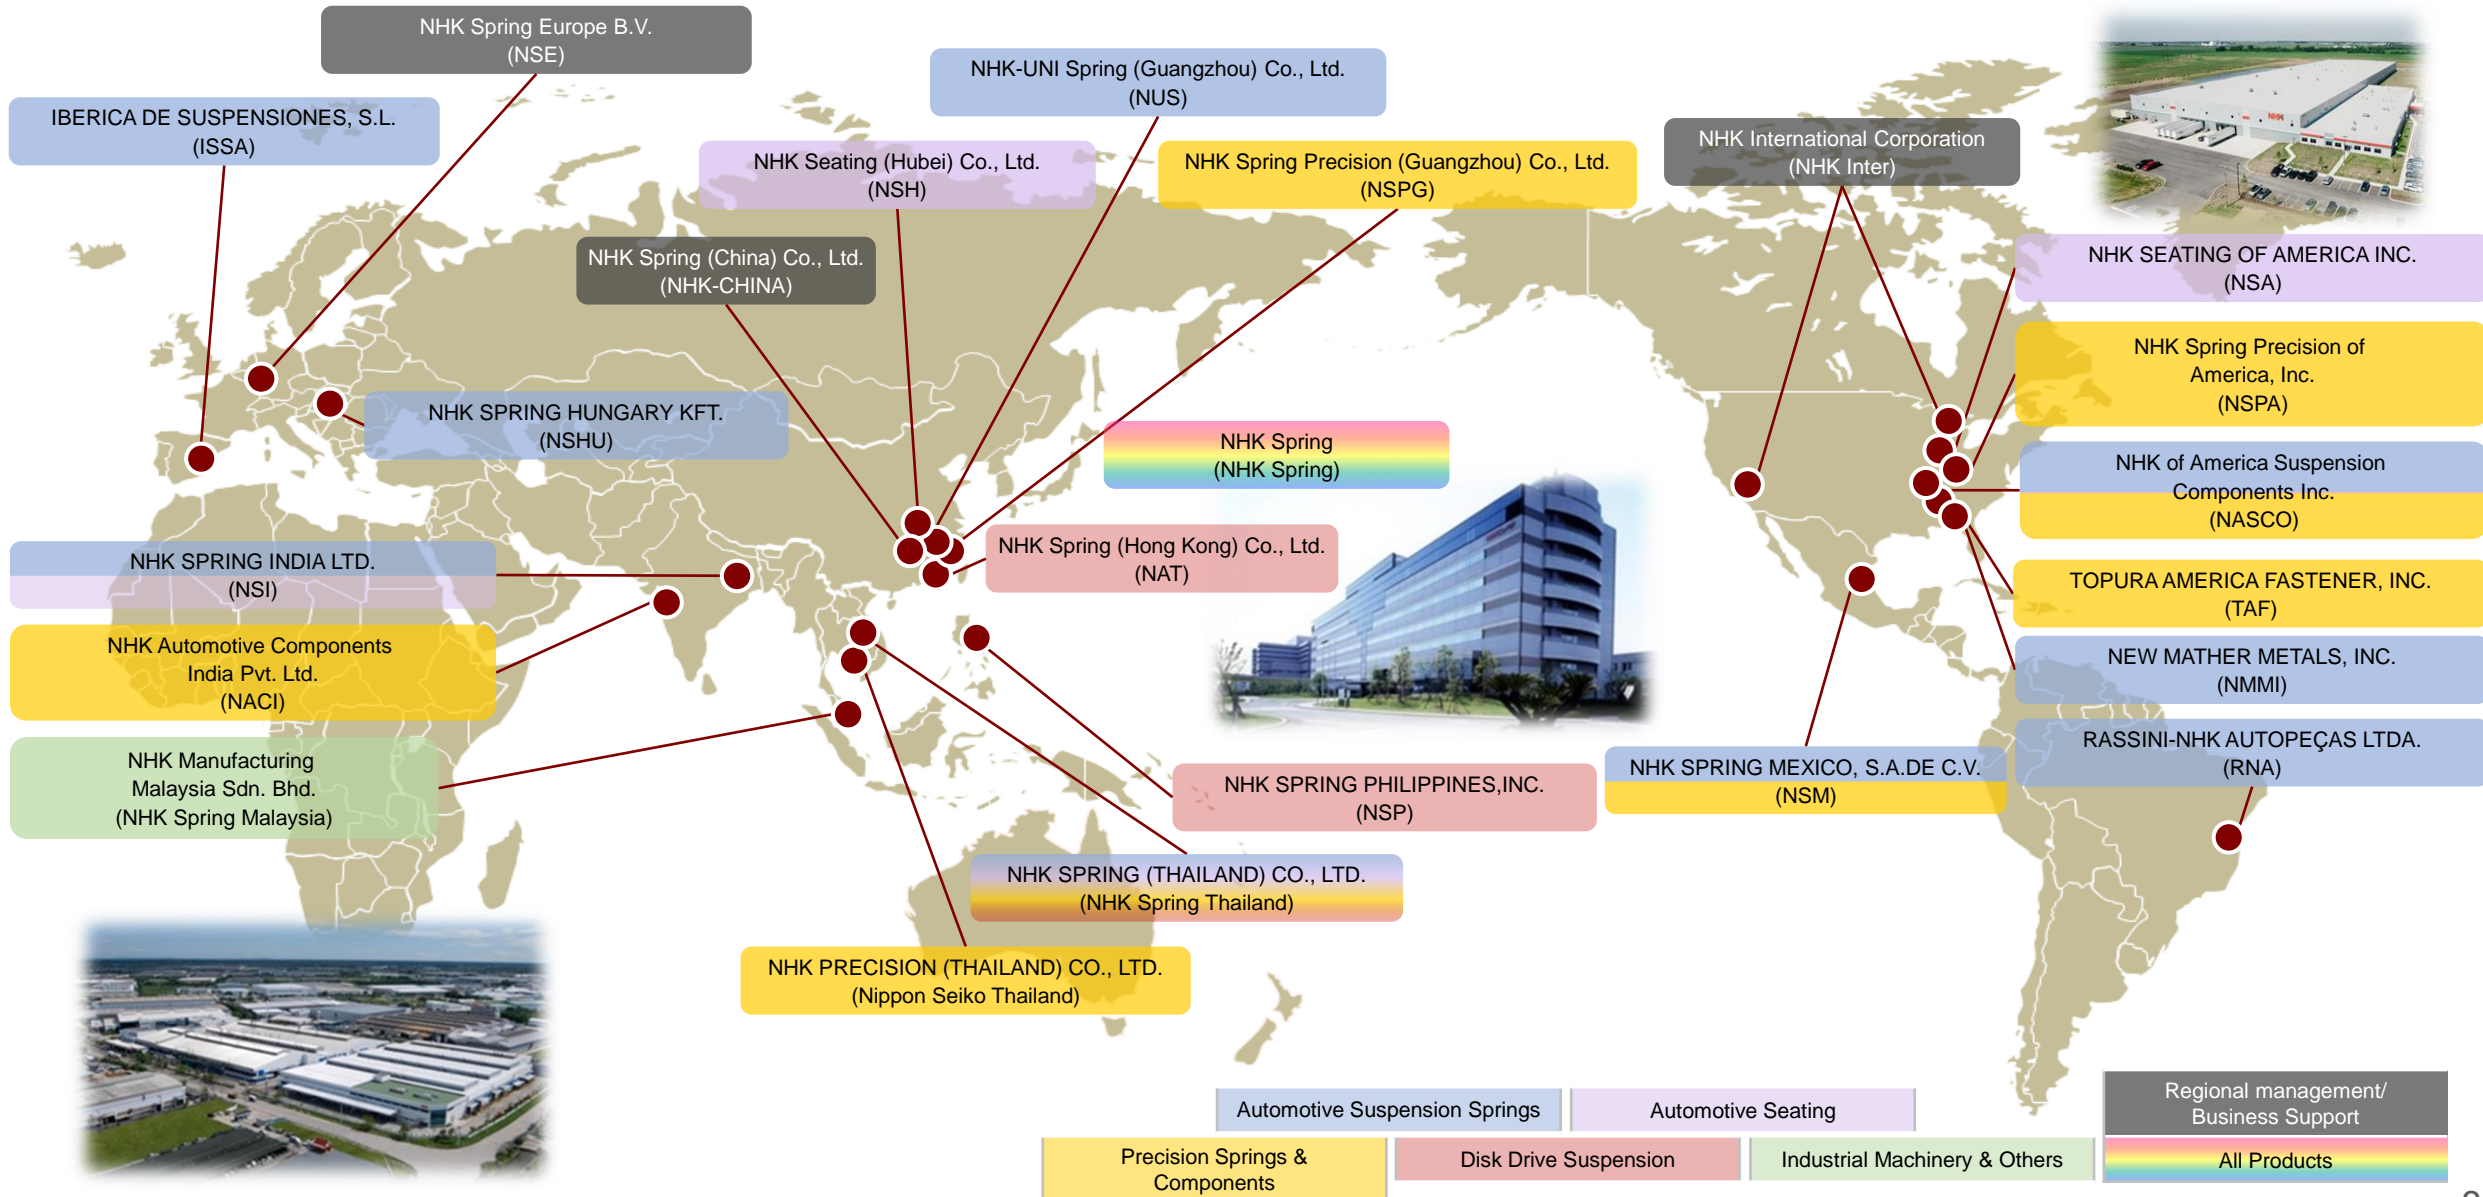 NHK Spring Europe B.V.
(NSE)
NHK-UNI Spring (Guangzhou) Co., Ltd.
(NUS)
IBERICA DE SUSPENSIONES, S.L.
(ISSA)
NHK Seating (Hubei) Co., Ltd.
(NSH)
NHK Spring Precision (Guangzhou) Co., Ltd.
(NSPG)
NHK International Corporation
(NHK Inter)
NHK
NHK Spring (China) Co., Ltd.
(NHK-CHINA)
NHK SEATING OF AMERICA INC.
(NSA)
NHK Spring Precision of
America, Inc.
(NSPA)
NHK SPRING HUNGARY KFT.
(NSHU)
NHK Spring
(NHK Spring)
NHK of America Suspension
Components Inc.
(NASCO)
NHK Spring (Hong Kong) Co., Ltd.
(NAT)
NHK SPRING INDIA LTD.
(NSI)
TOPURA AMERICA FASTENER, INC.
(TAF)
NHK Automotive Components
India Pvt. Ltd.
(NACI)
NEW MATHER METALS, INC.
(NMMI)
NHK Manufacturing
Malaysia Sdn. Bhd.
(NHK Spring Malaysia)
NHK SPRING PHILIPPINES,INC.
(NSP)
NHK SPRING MEXICO, S.A.DE C.V.
(NSM)
RASSINI-NHK AUTOPEÇAS LTDA.
(RNA)
NHK SPRING (THAILAND) CO., LTD.
(NHK Spring Thailand)
NHK PRECISION (THAILAND) CO., LTD.
(Nippon Seiko Thailand)
Automotive Suspension Springs
Automotive Seating
Regional management/
Business Support
Precision Springs &
Components
Disk Drive Suspension
Industrial Machinery & Others
All Products